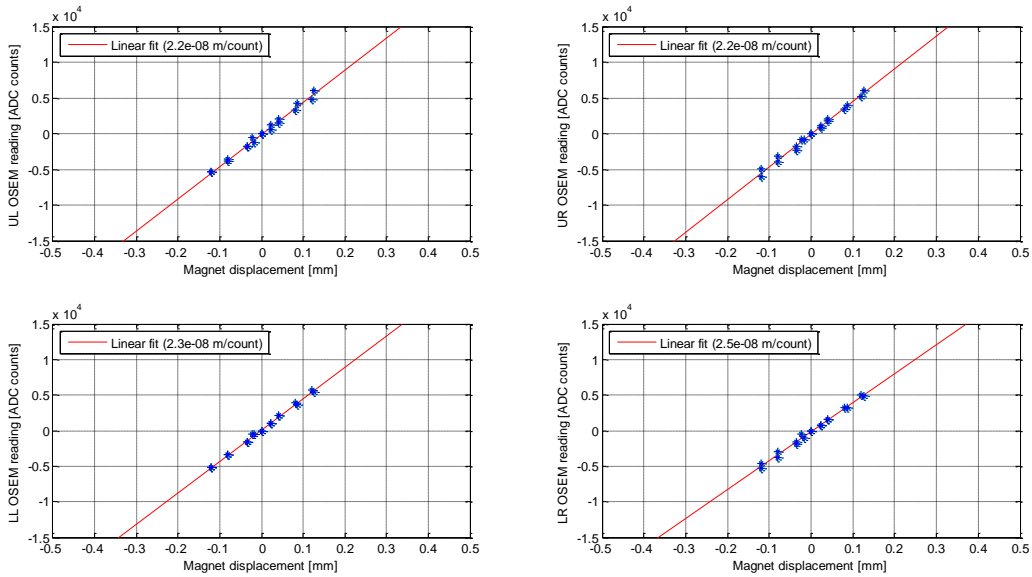 x 10⁴
1.5
1
0.5
0
-0.5
-1
-1.5
UL OSEM reading [ADC counts]
Linear fit (2.2e-08 m/count)
-0.5 -0.4 -0.3 -0.2 -0.1 0 0.1 0.2 0.3 0.4 0.5
Magnet displacement [mm]
x 10⁴
1.5
1
0.5
0
-0.5
-1
-1.5
UR OSEM reading [ADC counts]
Linear fit (2.2e-08 m/count)
-0.5 -0.4 -0.3 -0.2 -0.1 0 0.1 0.2 0.3 0.4 0.5
Magnet displacement [mm]
x 10⁴
1.5
1
0.5
0
-0.5
-1
-1.5
LL OSEM reading [ADC counts]
Linear fit (2.3e-08 m/count)
-0.5 -0.4 -0.3 -0.2 -0.1 0 0.1 0.2 0.3 0.4 0.5
Magnet displacement [mm]
x 10⁴
1.5
1
0.5
0
-0.5
-1
-1.5
LR OSEM reading [ADC counts]
Linear fit (2.5e-08 m/count)
-0.5 -0.4 -0.3 -0.2 -0.1 0 0.1 0.2 0.3 0.4 0.5
Magnet displacement [mm]